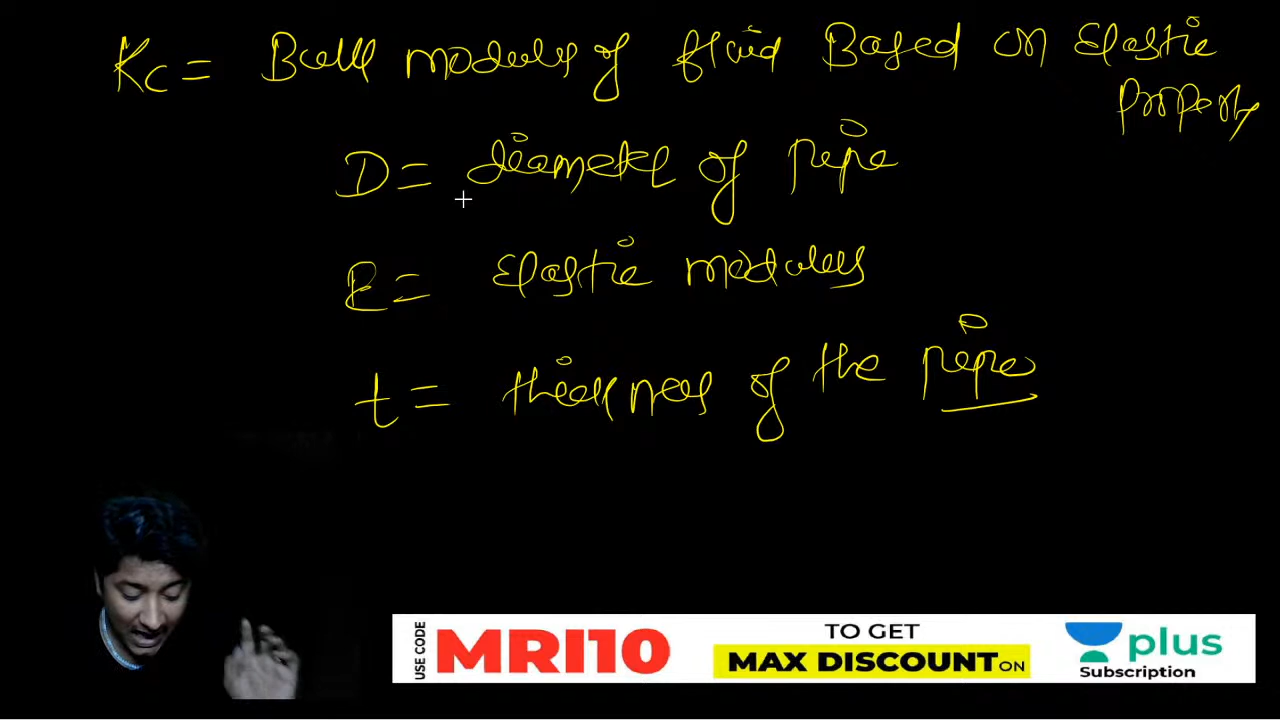 Kc = Bulk modulus of fluid Based on Elastic
property
D = diameter of pipe
E = Elastic modulus
t = thickness of the pipe
USE CODE
MRI10
TO GET
MAX DISCOUNT ON
plus
Subscription